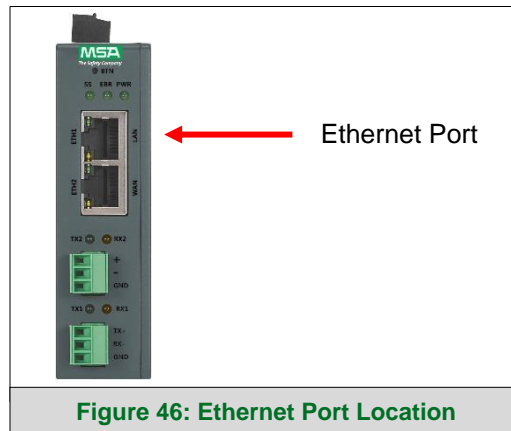 MSA
The Safety Company
BTN
SS ERR PWR
ETH1
LAN
Ethernet Port
ETH2
WAN
TX2 RX2
+
-
GND
TX1 RX1
TX+
RX-
GND
Figure 46: Ethernet Port Location